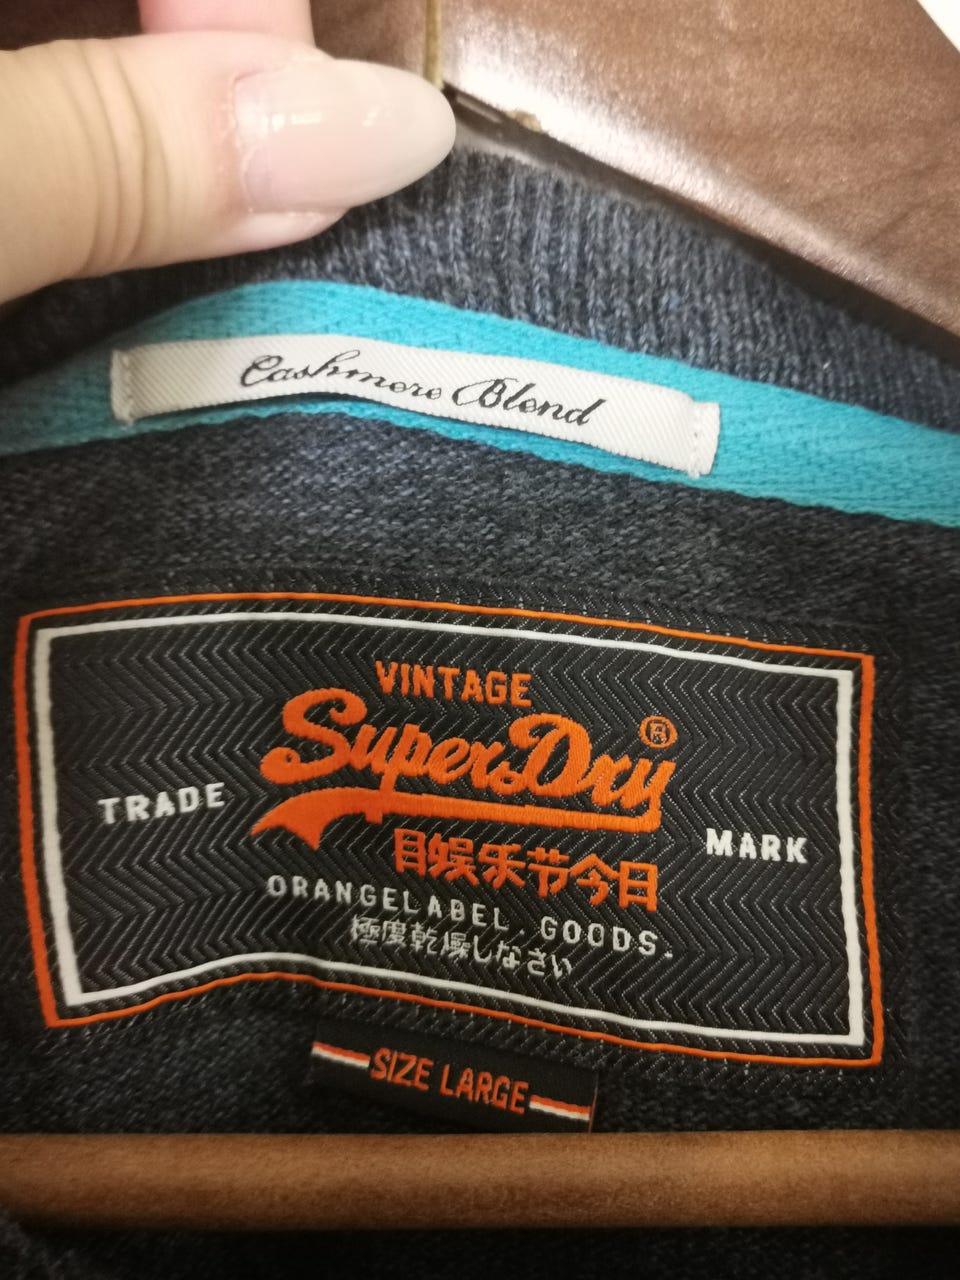 Cashmere Blend
VINTAGE
SuperDry®
TRADE
MARK
目娱乐节今日
ORANGELABEL. GOODS.
極度乾燥しなさい
SIZE LARGE